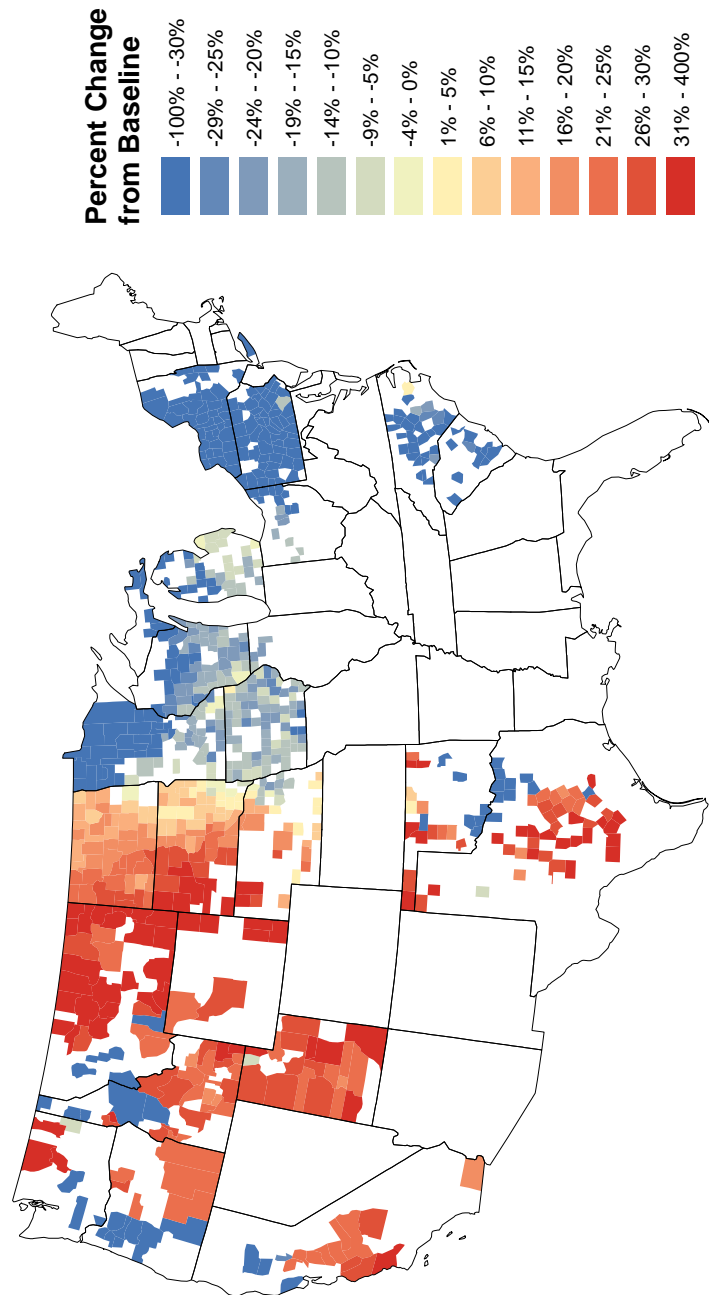 Percent Change
from Baseline
-100% - -30%
-29% - -25%
-24% - -20%
-19% - -15%
-14% - -10%
-9% - -5%
-4% - 0%
1% - 5%
6% - 10%
11% - 15%
16% - 20%
21% - 25%
26% - 30%
31% - 400%